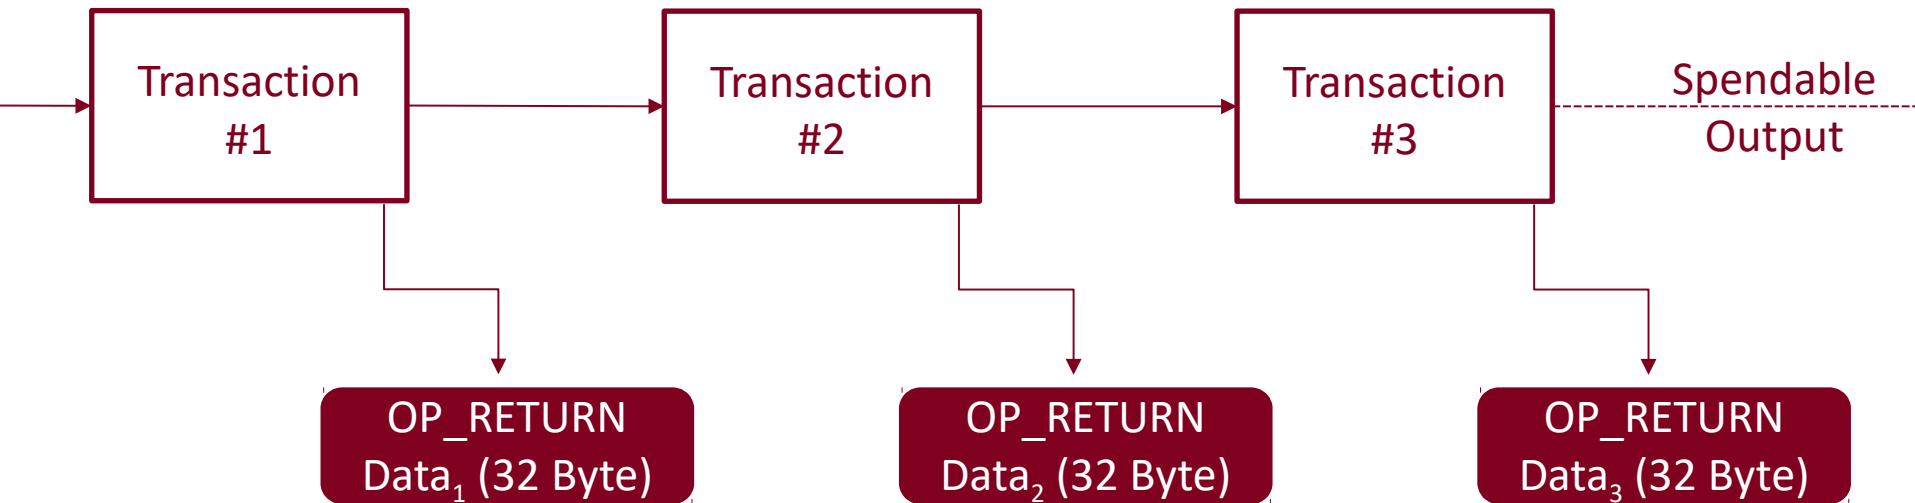 Transaction
#1
Transaction
#2
Transaction
#3
Spendable
Output
OP_RETURN
Data₁ (32 Byte)
OP_RETURN
Data₂ (32 Byte)
OP_RETURN
Data₃ (32 Byte)